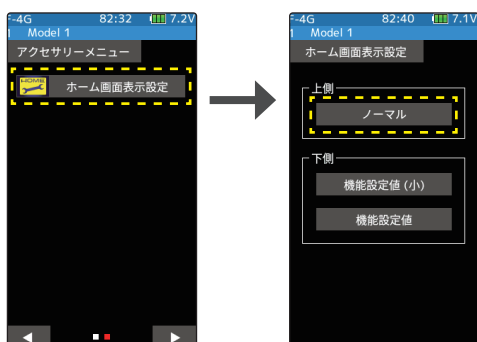 F-4G 82:32 7.2V
1 Model 1
アクセサリーメニュー
HOME ホーム画面表示設定
F-4G 82:40 7.1V
1 Model 1
ホーム画面表示設定
上側
ノーマル
下側
機能設定値 (小)
機能設定値